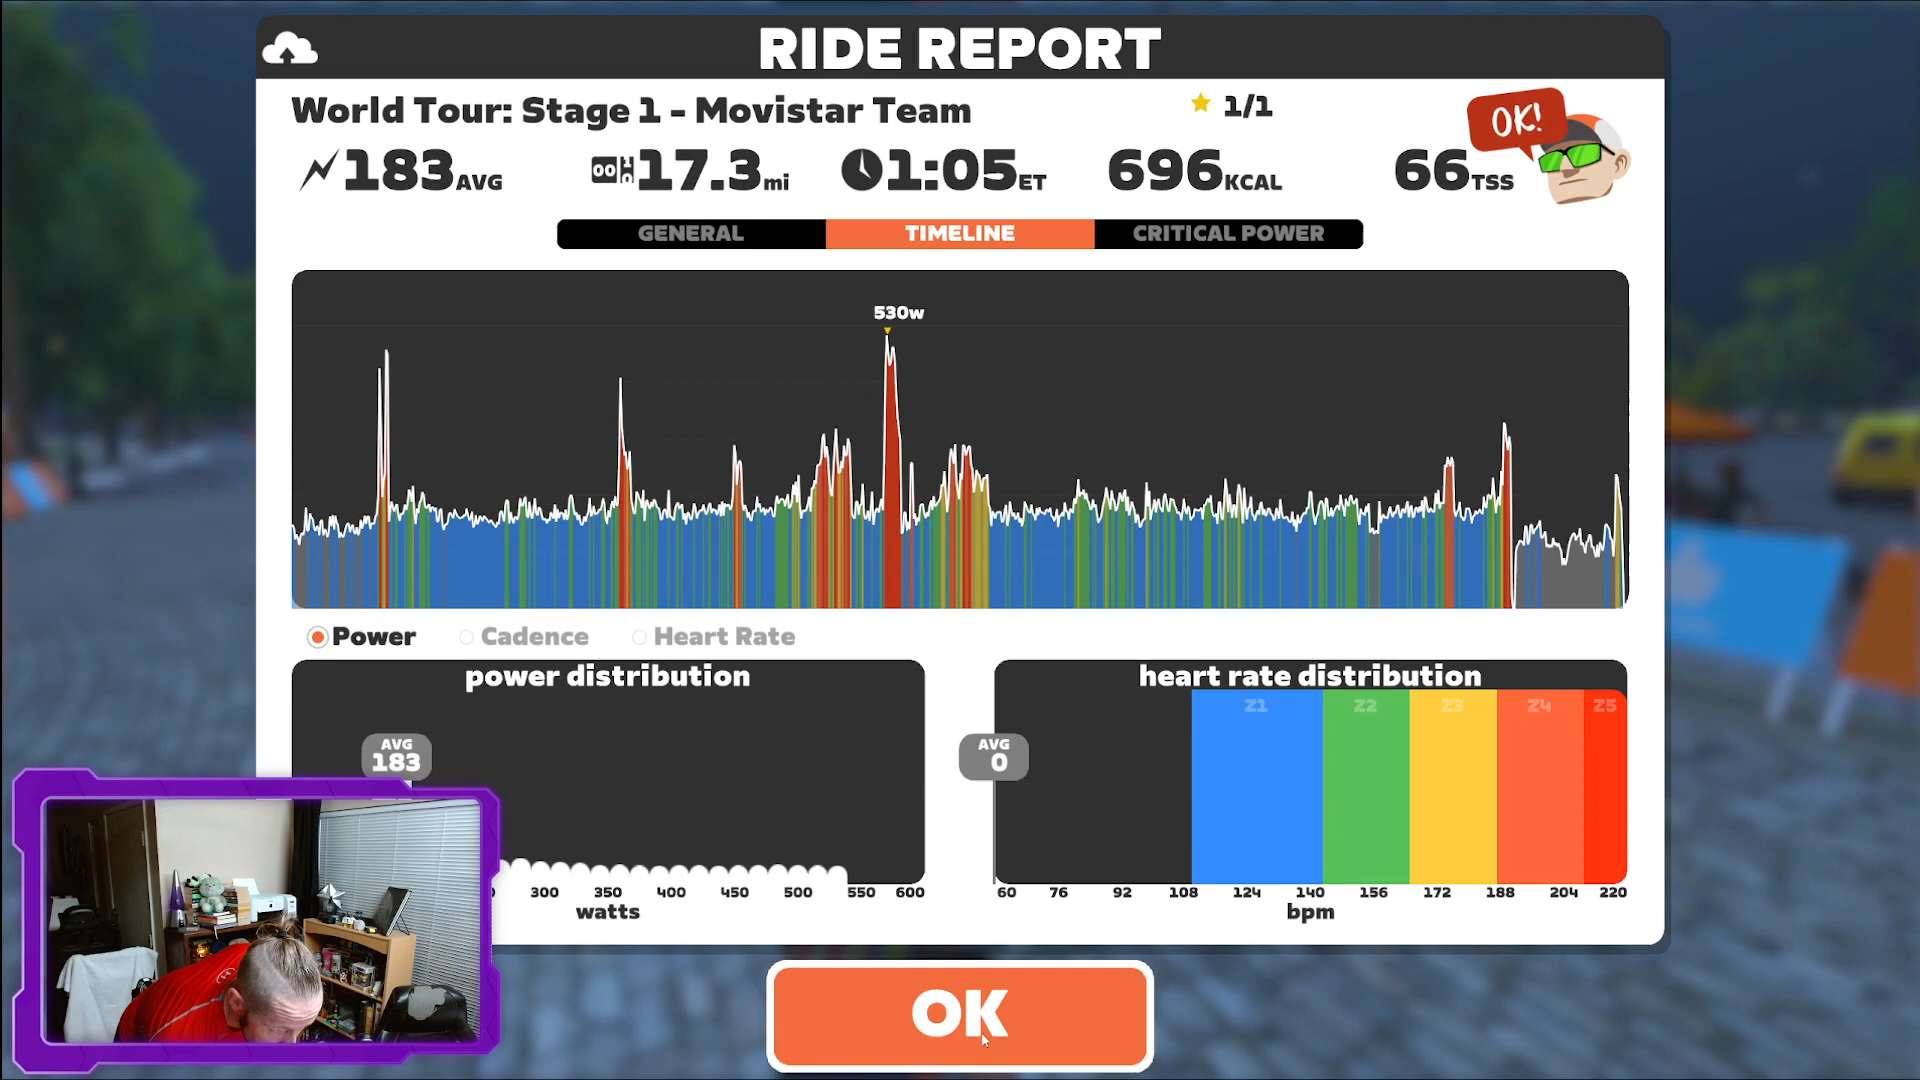 RIDE REPORT
World Tour: Stage 1 - Movistar Team
1/1
OK!
183AVG
17.3mi
1:05ET
696KCAL
66TSS
GENERAL
TIMELINE
CRITICAL POWER
530w
Power
Cadence
Heart Rate
power distribution
AVG
183
300 350 400 450 500 550 600
watts
heart rate distribution
Z1 Z2 Z3 Z4 Z5
AVG
0
60 76 92 108 124 140 156 172 188 204 220
bpm
OK